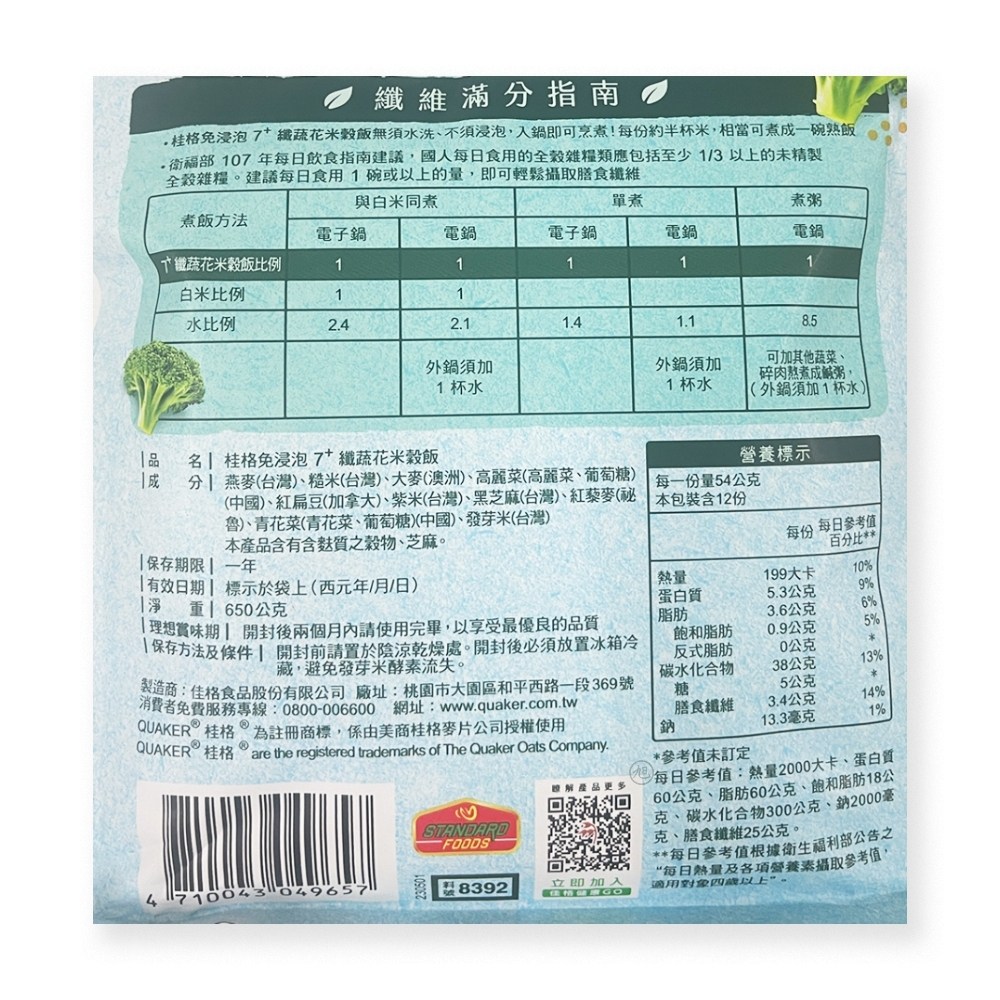 纖維滿分指南
・桂格免浸泡 7⁺ 纖蔬花米穀飯無須水洗、不須浸泡，入鍋即可烹煮！每份約半杯米，相當可煮成一碗熟飯
・衛福部 107 年每日飲食指南建議，國人每日食用的全穀雜糧類應包括至少 1/3 以上的未精製
全穀雜糧。建議每日食用 1 碗或以上的量，即可輕鬆攝取膳食纖維
煮飯方法 與白米同煮 單煮 煮粥
電子鍋 電鍋 電子鍋 電鍋 電鍋
7⁺ 纖蔬花米穀飯比例 1 1 1 1 1
白米比例 1 1
水比例 2.4 2.1 1.4 1.1 8.5
外鍋須加 外鍋須加 可加其他蔬菜、
1 杯水 1 杯水 碎肉熬煮成鹹粥，
(外鍋須加 1 杯水)
品名 桂格免浸泡 7⁺ 纖蔬花米穀飯
成分 燕麥(台灣)、糙米(台灣)、大麥(澳洲)、高麗菜(高麗菜、葡萄糖)
(中國)、紅扁豆(加拿大)、紫米(台灣)、黑芝麻(台灣)、紅藜麥(祕
魯)、青花菜(青花菜、葡萄糖)(中國)、發芽米(台灣)
本產品含有含麩質之穀物、芝麻。
保存期限 一年
有效日期 標示於袋上(西元年/月/日)
淨重 650公克
理想賞味期 開封後兩個月內請使用完畢，以享受最優良的品質
保存方法及條件 開封前請置於陰涼乾燥處。開封後必須放置冰箱冷
藏，避免發芽米酵素流失。
製造商：佳格食品股份有限公司 廠址：桃園市大園區和平西路一段369號
消費者免費服務專線：0800-006600 網址：www.quaker.com.tw
QUAKER® 桂格® 為註冊商標，係由美商桂格麥片公司授權使用
QUAKER® 桂格® are the registered trademarks of The Quaker Oats Company.
營養標示
每一份量54公克
本包裝含12份
每份 每日參考值
百分比**
熱量 199大卡 10%
蛋白質 5.3公克 9%
脂肪 3.6公克 6%
飽和脂肪 0.9公克 5%
反式脂肪 0公克 *
碳水化合物 38公克 13%
糖 5公克 *
膳食纖維 3.4公克 14%
鈉 13.3毫克 1%
*參考值未訂定
每日參考值：熱量2000大卡、蛋白質
60公克、脂肪60公克、飽和脂肪18公
克、碳水化合物300公克、鈉2000毫
克、膳食纖維25公克。
**每日參考值根據衛生福利部公告之
"每日熱量及各項營養素攝取參考值，
適用對象四歲以上"。
4 710043 049657
STANDARD
FOODS
230601
料號 8392
瞭解產品更多
立即加入
佳格健康GO